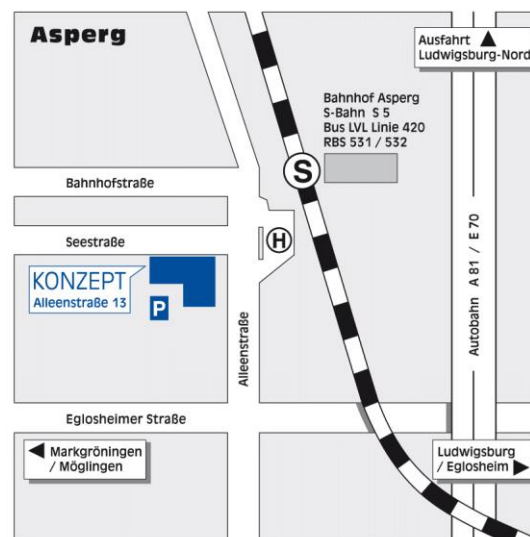 Asperg
Ausfahrt ▲
Ludwigsburg-Nord
Bahnhof Asperg
S-Bahn S 5
Bus LVL Linie 420
RBS 531 / 532
S
Bahnhofstraße
Seestraße
H
KONZEPT
Alleenstraße 13
P
Alleenstraße
Autobahn A 81 / E 70
Eglosheimer Straße
◀ Markgröningen
/ Möglingen
Ludwigsburg
/ Eglosheim ▶